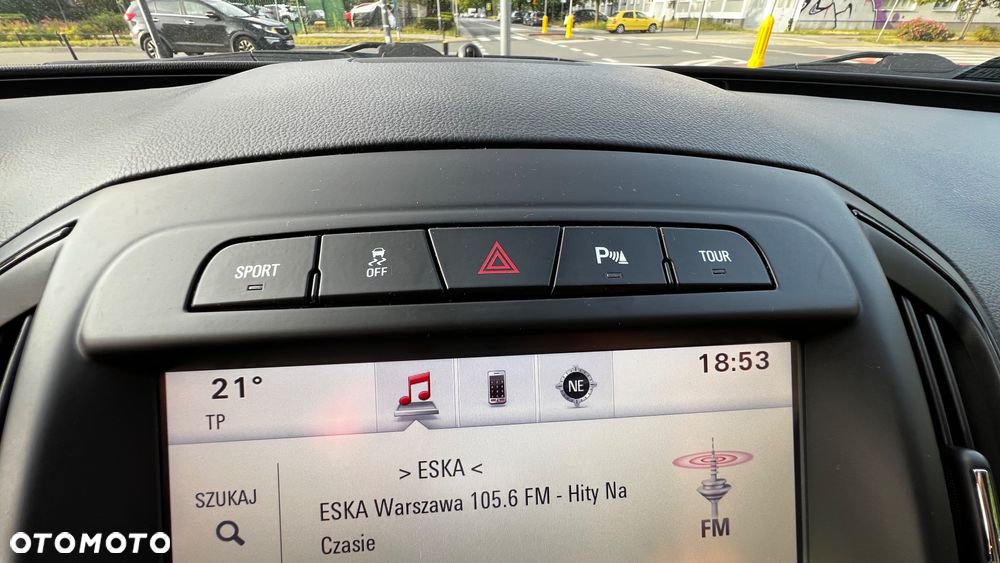 SPORT
OFF
P
TOUR
21°
TP
NE
18:53
> ESKA <
SZUKAJ
ESKA Warszawa 105.6 FM - Hity Na
Czasie
FM
OTOMOTO